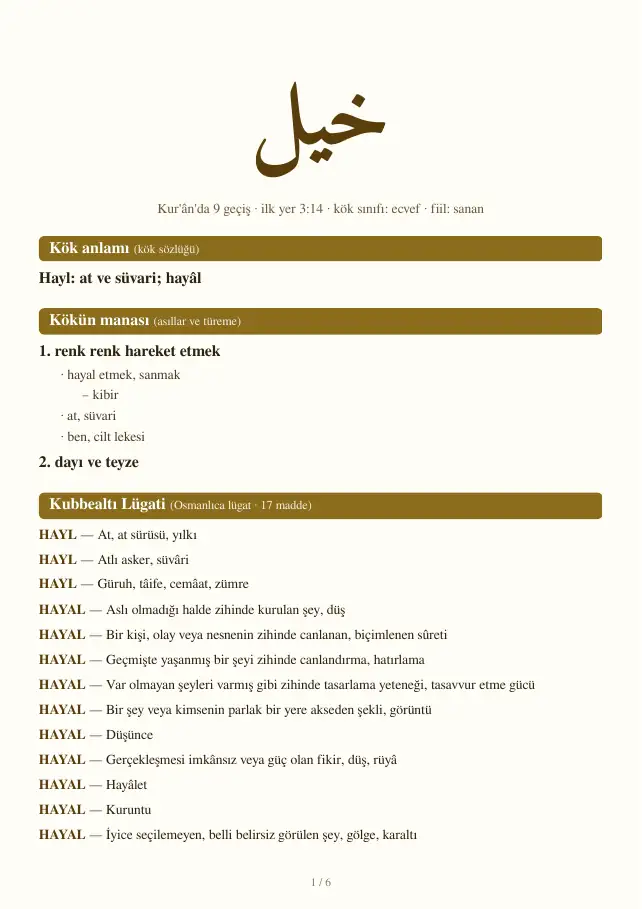 خيل
Kur'ân'da 9 geçiş · ilk yer 3:14 · kök sınıfı: ecvef · fiil: sanan
Kök anlamı (kök sözlüğü)
Hayl: at ve süvari; hayâl
Kökün manası (asıllar ve türeme)
1. renk renk hareket etmek
· hayal etmek, sanmak
– kibir
· at, süvari
· ben, cilt lekesi
2. dayı ve teyze
Kubbealtı Lügati (Osmanlıca lügat · 17 madde)
HAYL — At, at sürüsü, yılkı
HAYL — Atlı asker, süvâri
HAYL — Güruh, tâife, cemâat, zümre
HAYAL — Aslı olmadığı halde zihinde kurulan şey, düş
HAYAL — Bir kişi, olay veya nesnenin zihinde canlanan, biçimlenen sûreti
HAYAL — Geçmişte yaşanmış bir şeyi zihinde canlandırma, hatırlama
HAYAL — Var olmayan şeyleri varmış gibi zihinde tasarlama yeteneği, tasavvur etme gücü
HAYAL — Bir şey veya kimsenin parlak bir yere akseden şekli, görüntü
HAYAL — Düşünce
HAYAL — Gerçekleşmesi imkânsız veya güç olan fikir, düş, rüyâ
HAYAL — Hayâlet
HAYAL — Kuruntu
HAYAL — İyice seçilemeyen, belli belirsiz görülen şey, gölge, karaltı
1 / 6